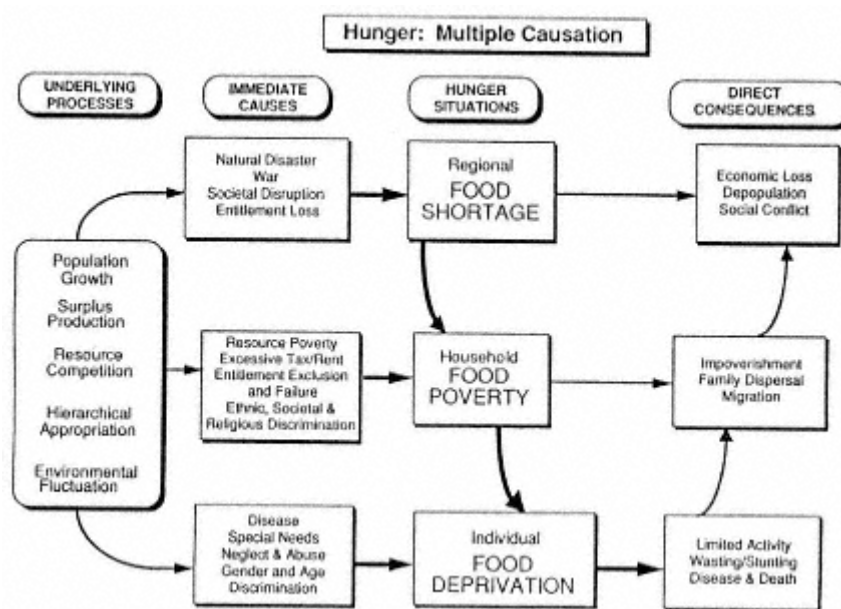 Hunger: Multiple Causation
UNDERLYING
PROCESSES
IMMEDIATE
CAUSES
HUNGER
SITUATIONS
DIRECT
CONSEQUENCES
Population
Growth
Surplus
Production
Resource
Competition
Hierarchical
Appropriation
Environmental
Fluctuation
Natural Disaster
War
Societal Disruption
Entitlement Loss
Regional
FOOD
SHORTAGE
Economic Loss
Depopulation
Social Conflict
Resource Poverty
Excessive Tax/Rent
Entitlement Exclusion
and Failure
Ethnic, Societal &
Religious Discrimination
Household
FOOD
POVERTY
Impoverishment
Family Dispersal
Migration
Disease
Special Needs
Neglect & Abuse
Gender and Age
Discrimination
Individual
FOOD
DEPRIVATION
Limited Activity
Wasting/Stunting
Disease & Death